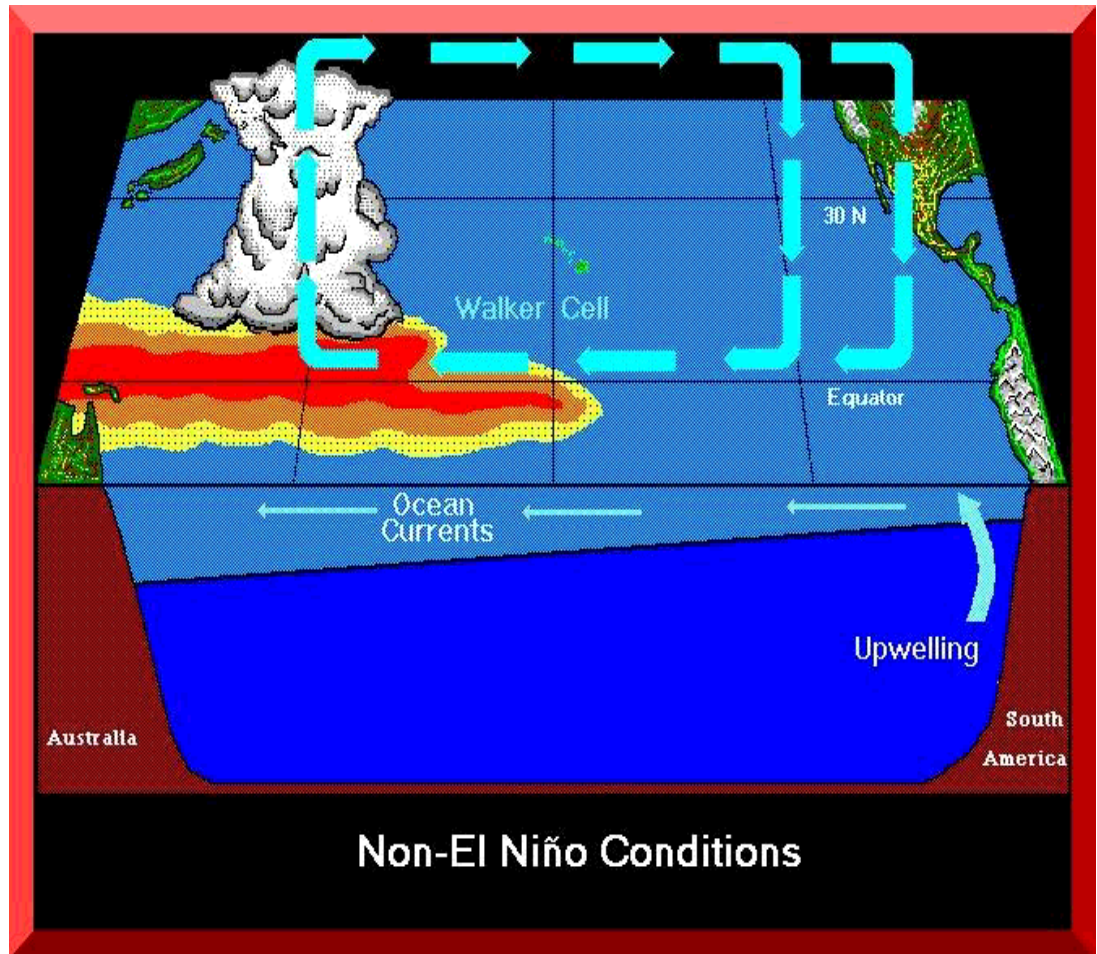 30 N
Walker Cell
Equator
Ocean
Currents
Upwelling
Australia
South
America
Non-El Niño Conditions